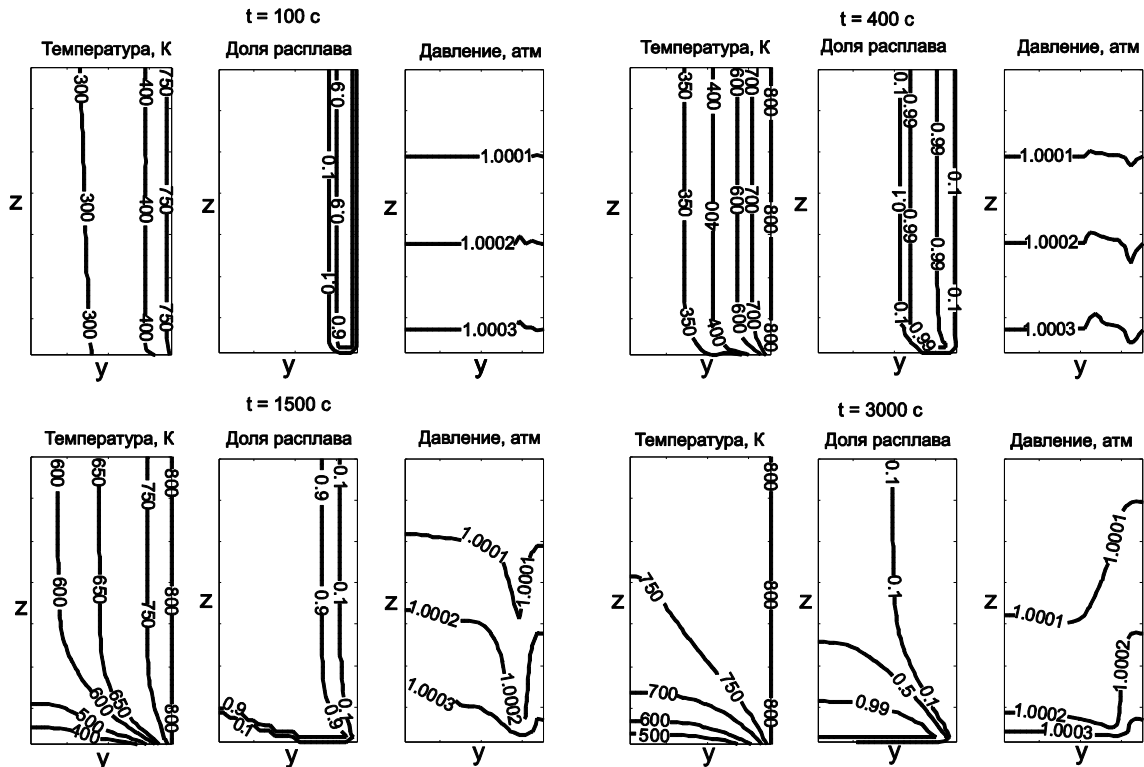 t = 100 с
Температура, К Доля расплава Давление, атм
300 400 750 0.9
0.1 1.0001
z 300 400 750 z 0.9 z
1.0002
0.1
300 400 750 0.9 1.0003
y y y
t = 400 с
Температура, К Доля расплава Давление, атм
350 400 600 700 800 0.1 0.99
0.99 1.0001
z 350 400 600 700 800 z 0.1 0.99 0.1 z
0.99 1.0002
350 400 600 700 800 0.1 0.99 0.1 1.0003
y y y
t = 1500 с
Температура, К Доля расплава Давление, атм
600 650 750 800 0.9 0.1
1.0001 1.0001
z 600 650 750 800 z 0.9 0.1 z 1.0002
600 650 800 0.9 0.1 1.0003 1.0002
500 400 0.9 0.1
y y y
t = 3000 с
Температура, К Доля расплава Давление, атм
800 0.1
1.0001
z 750 800 z 0.1 z 1.0001
750 0.5 0.1 1.0002
700 800 0.99 1.0002
600 500 1.0003
y y y